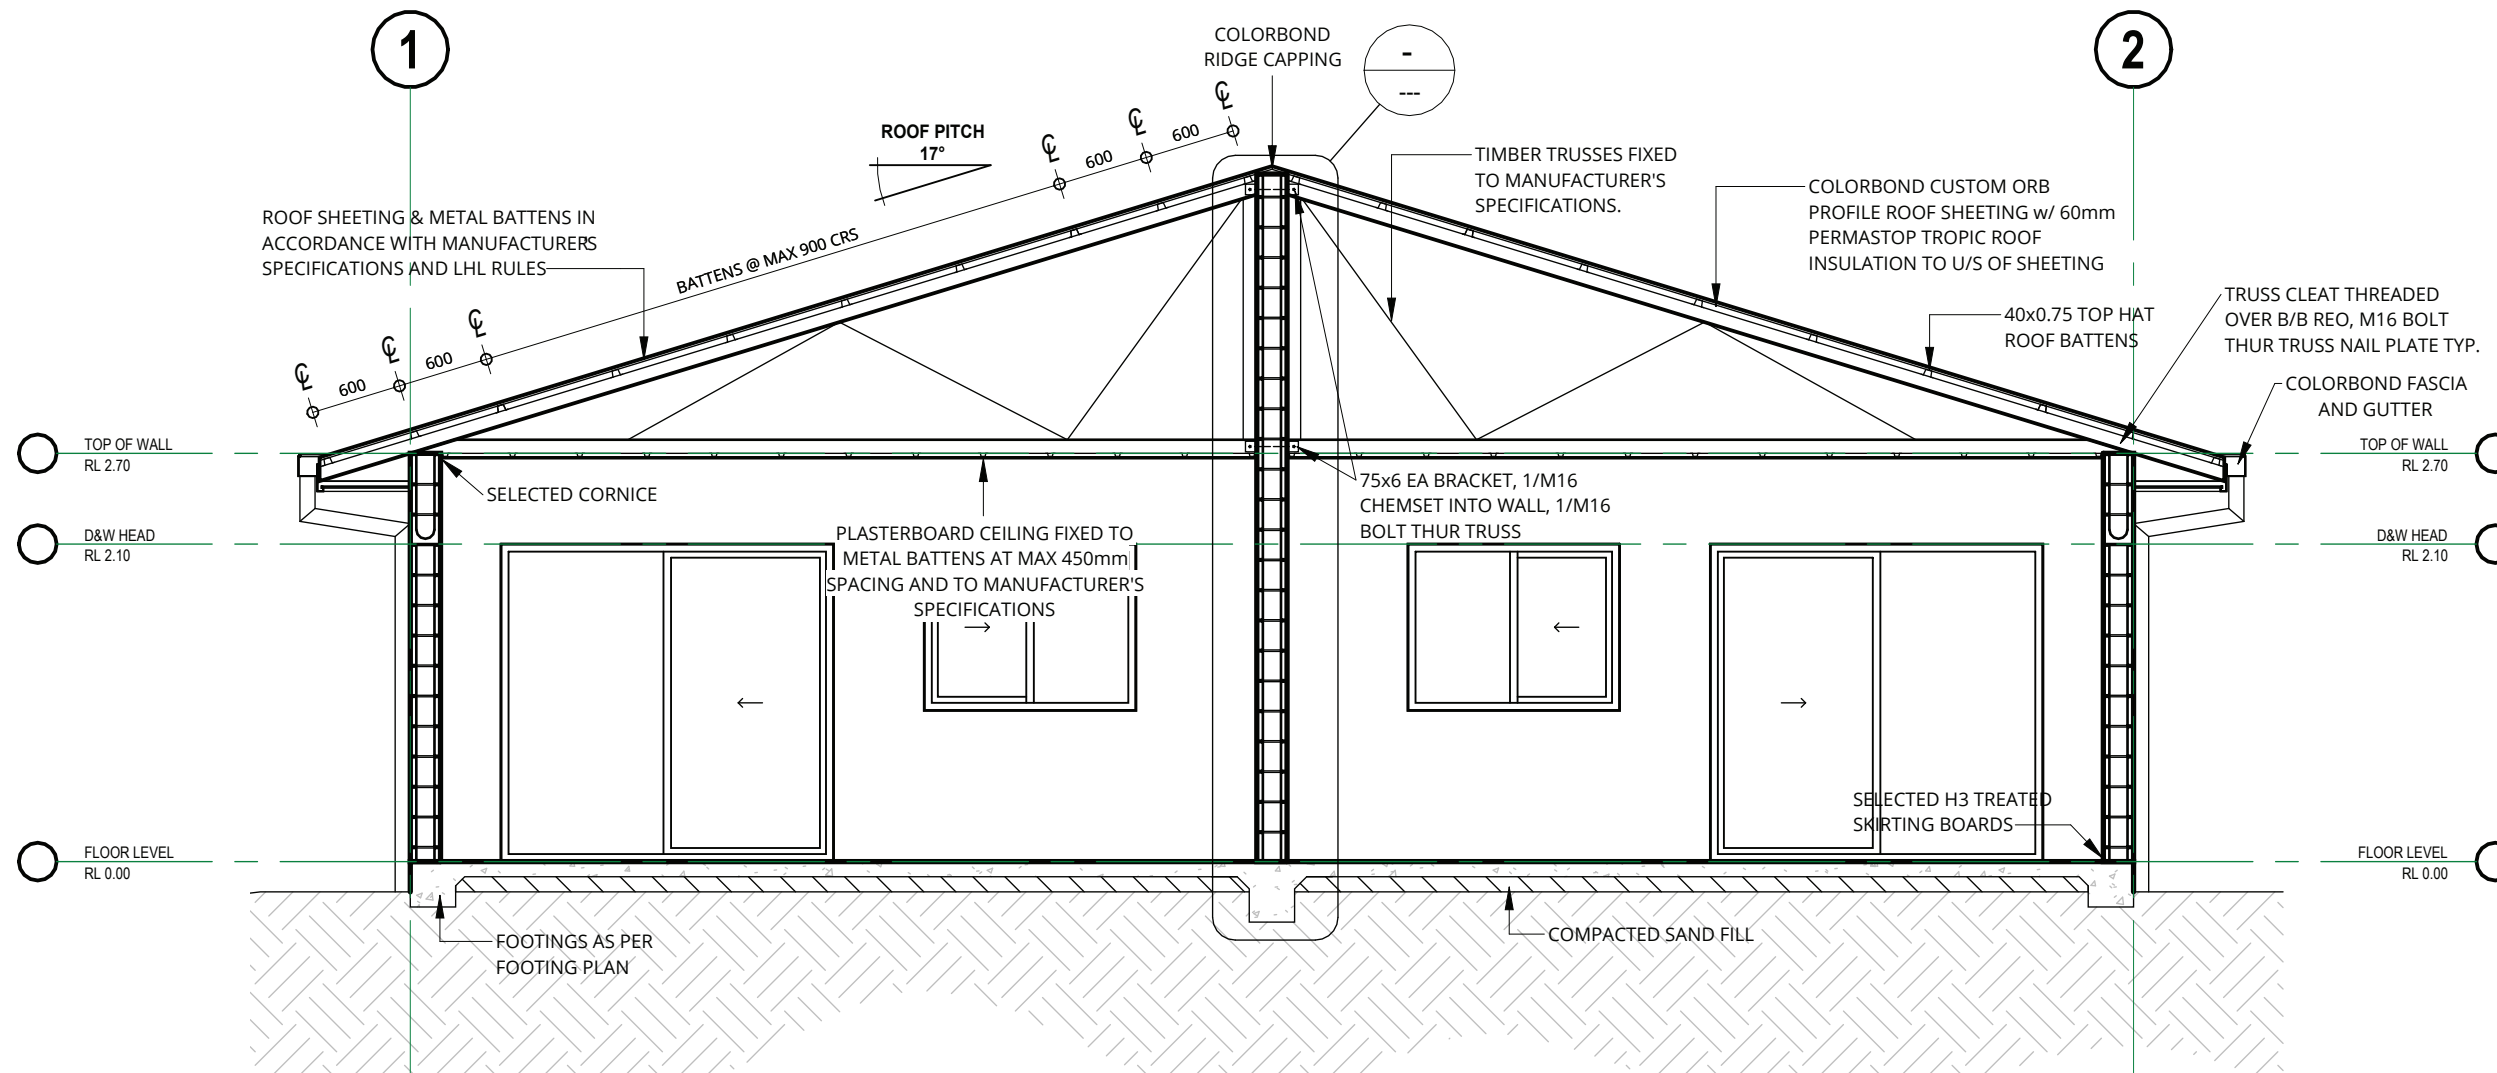 1
2
COLORBOND
RIDGE CAPPING
-
---
ROOF PITCH
17°
℄
℄
℄
600
600
BATTENS @ MAX 900 CRS
℄
℄
℄
600
600
ROOF SHEETING & METAL BATTENS IN
ACCORDANCE WITH MANUFACTURERS
SPECIFICATIONS AND LHL RULES
TIMBER TRUSSES FIXED
TO MANUFACTURER'S
SPECIFICATIONS.
COLORBOND CUSTOM ORB
PROFILE ROOF SHEETING w/ 60mm
PERMASTOP TROPIC ROOF
INSULATION TO U/S OF SHEETING
40x0.75 TOP HAT
ROOF BATTENS
TRUSS CLEAT THREADED
OVER B/B REO, M16 BOLT
THUR TRUSS NAIL PLATE TYP.
COLORBOND FASCIA
AND GUTTER
TOP OF WALL
RL 2.70
TOP OF WALL
RL 2.70
SELECTED CORNICE
75x6 EA BRACKET, 1/M16
CHEMSET INTO WALL, 1/M16
BOLT THUR TRUSS
PLASTERBOARD CEILING FIXED TO
METAL BATTENS AT MAX 450mm
SPACING AND TO MANUFACTURER'S
SPECIFICATIONS
D&W HEAD
RL 2.10
D&W HEAD
RL 2.10
SELECTED H3 TREATED
SKIRTING BOARDS
FLOOR LEVEL
RL 0.00
FLOOR LEVEL
RL 0.00
FOOTINGS AS PER
FOOTING PLAN
COMPACTED SAND FILL